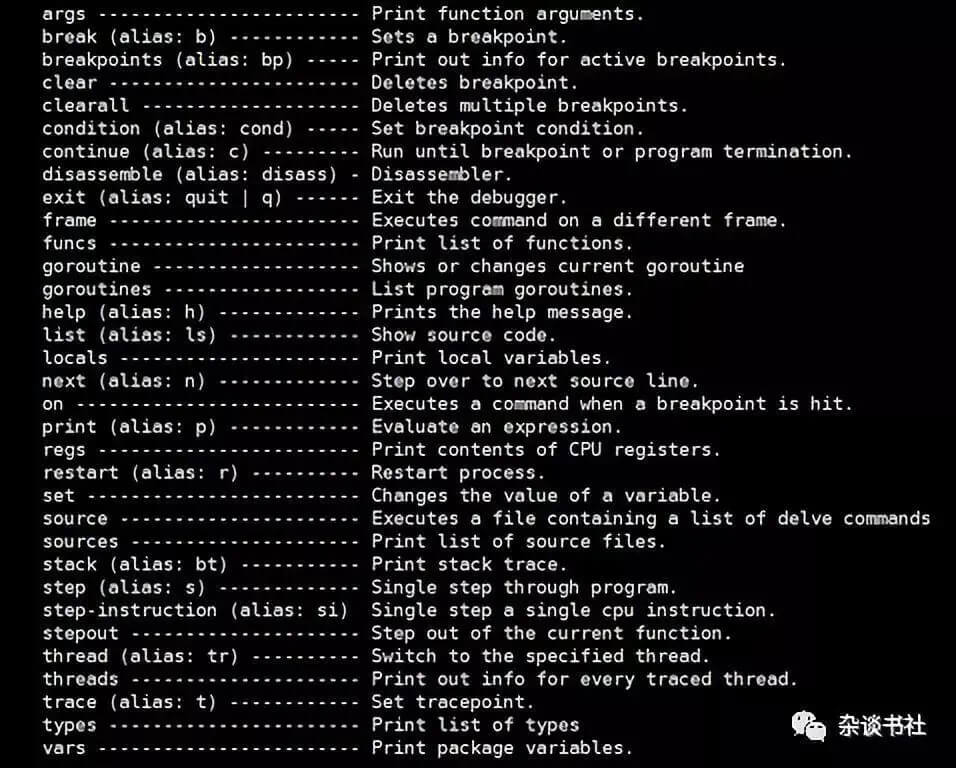 args ------------------------ Print function arguments.
break (alias: b) ------------ Sets a breakpoint.
breakpoints (alias: bp) ----- Print out info for active breakpoints.
clear ----------------------- Deletes breakpoint.
clearall -------------------- Deletes multiple breakpoints.
condition (alias: cond) ----- Set breakpoint condition.
continue (alias: c) --------- Run until breakpoint or program termination.
disassemble (alias: disass) - Disassembler.
exit (alias: quit | q) ------ Exit the debugger.
frame ----------------------- Executes command on a different frame.
funcs ----------------------- Print list of functions.
goroutine ------------------- Shows or changes current goroutine
goroutines ------------------ List program goroutines.
help (alias: h) ------------- Prints the help message.
list (alias: ls) ------------ Show source code.
locals ---------------------- Print local variables.
next (alias: n) ------------- Step over to next source line.
on -------------------------- Executes a command when a breakpoint is hit.
print (alias: p) ------------ Evaluate an expression.
regs ------------------------ Print contents of CPU registers.
restart (alias: r) ---------- Restart process.
set ------------------------- Changes the value of a variable.
source ---------------------- Executes a file containing a list of delve commands
sources --------------------- Print list of source files.
stack (alias: bt) ----------- Print stack trace.
step (alias: s) ------------- Single step through program.
step-instruction (alias: si)  Single step a single cpu instruction.
stepout --------------------- Step out of the current function.
thread (alias: tr) ---------- Switch to the specified thread.
threads --------------------- Print out info for every traced thread.
trace (alias: t) ------------ Set tracepoint.
types ----------------------- Print list of types
vars ------------------------ Print package variables.
杂谈书社